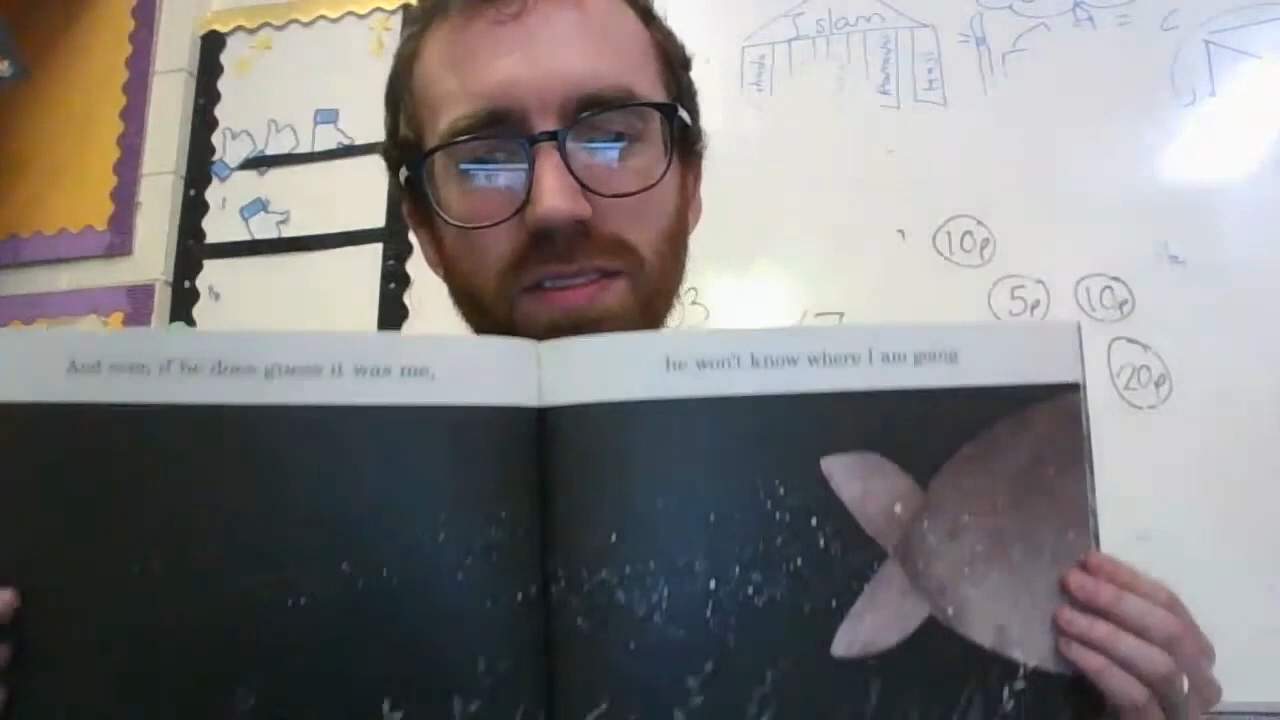 Islam
Hajj
A = C
10p
5p 10p
20p
And even if he does guess it was me,
he won't know where I am going